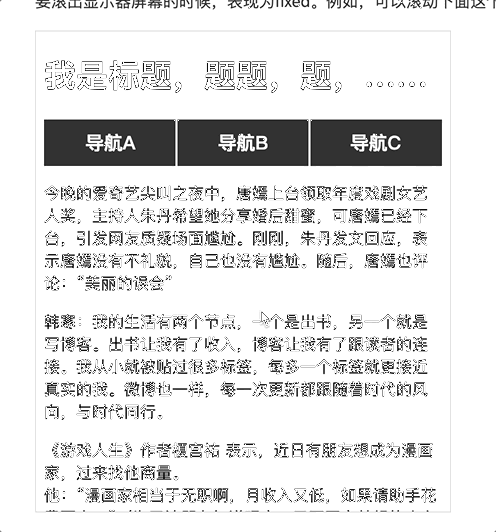 要滚出显示器屏幕的时候，表现为fixed。例如，可以滚动下面这个
我是标题，题题，题，……
导航A 导航B 导航C
今晚的爱奇艺尖叫之夜中，唐嫣上台领取年度戏剧女艺
人奖，主持人朱丹希望她分享婚后甜蜜，可唐嫣已经下
台，引发网友质疑场面尴尬。刚刚，朱丹发文回应，表
示唐嫣没有不礼貌，自己也没有尴尬。随后，唐嫣也评
论：“美丽的误会”
韩寒：我的生活有两个节点，一个是出书，另一个就是
写博客。出书让我有了收入，博客让我有了跟读者的连
接。我从小就被贴过很多标签，每多一个标签就更接近
真实的我。微博也一样，每一次更新都跟随着时代的风
向，与时代同行。
《游戏人生》作者榎宫祐 表示，近日有朋友想成为漫画
家，过来找他商量。
他：“漫画家相当于无职啊，月收入又低，如果请助手花